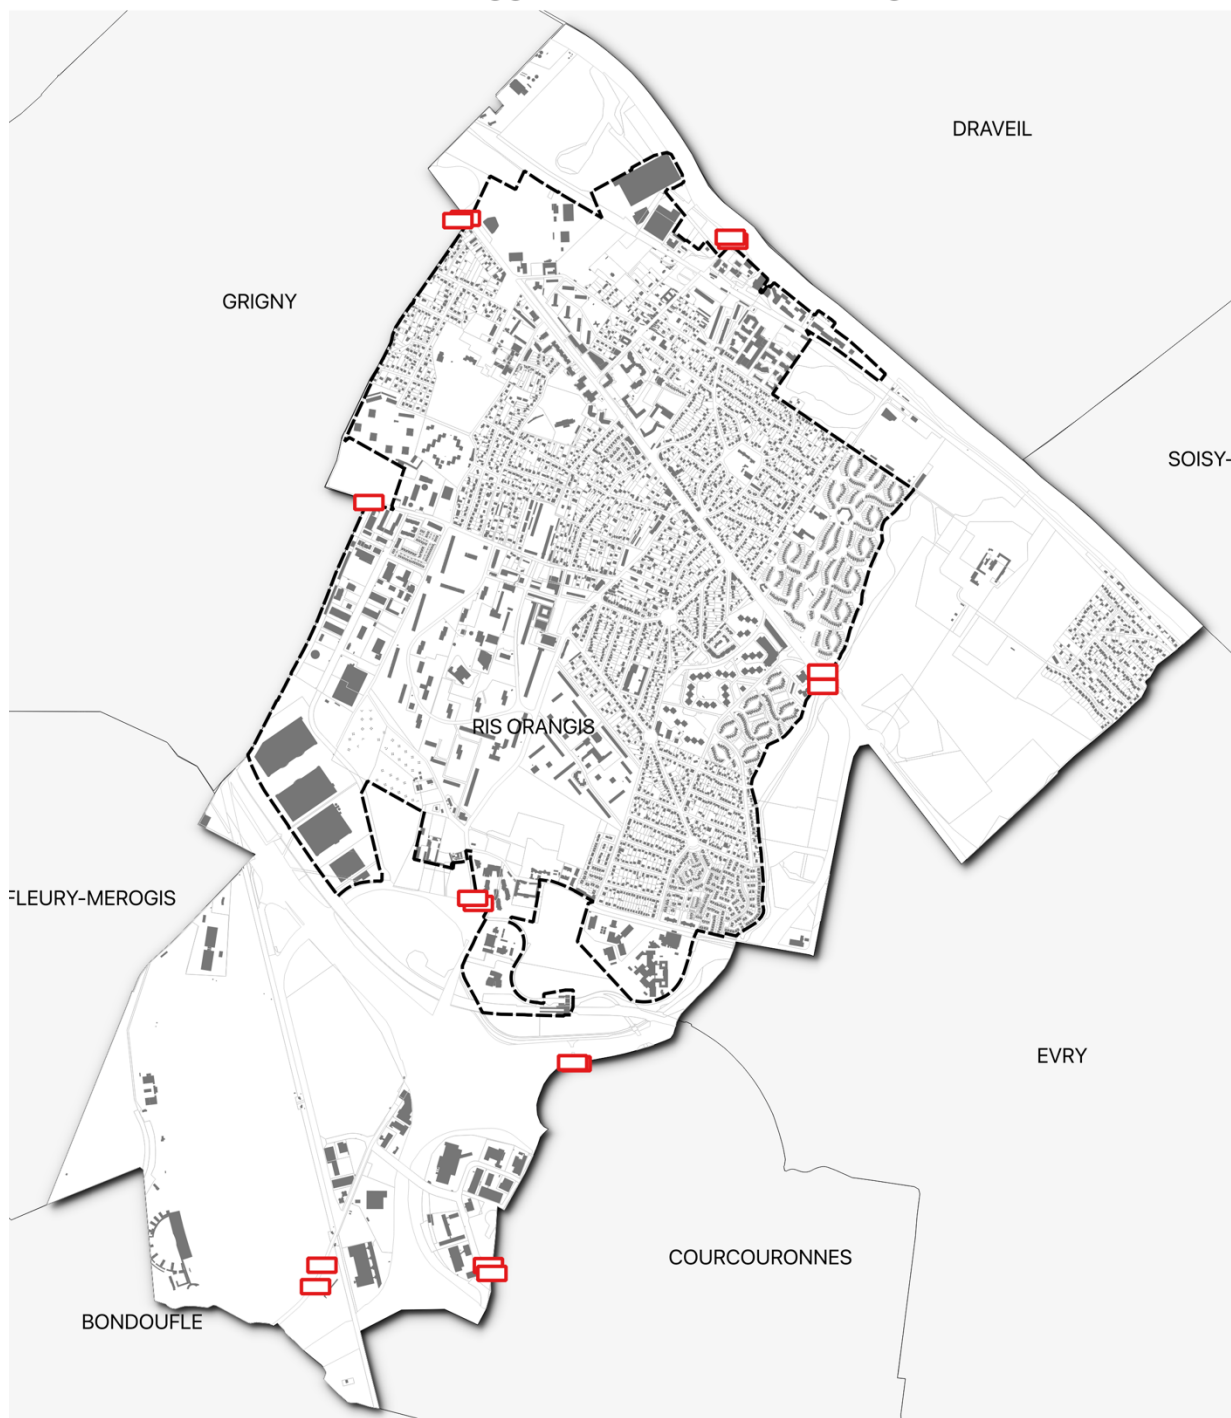 DRAVEIL
GRIGNY
SOISY-
RIS ORANGIS
FLEURY-MEROGIS
EVRY
COURCOURONNES
BONDOUFLE